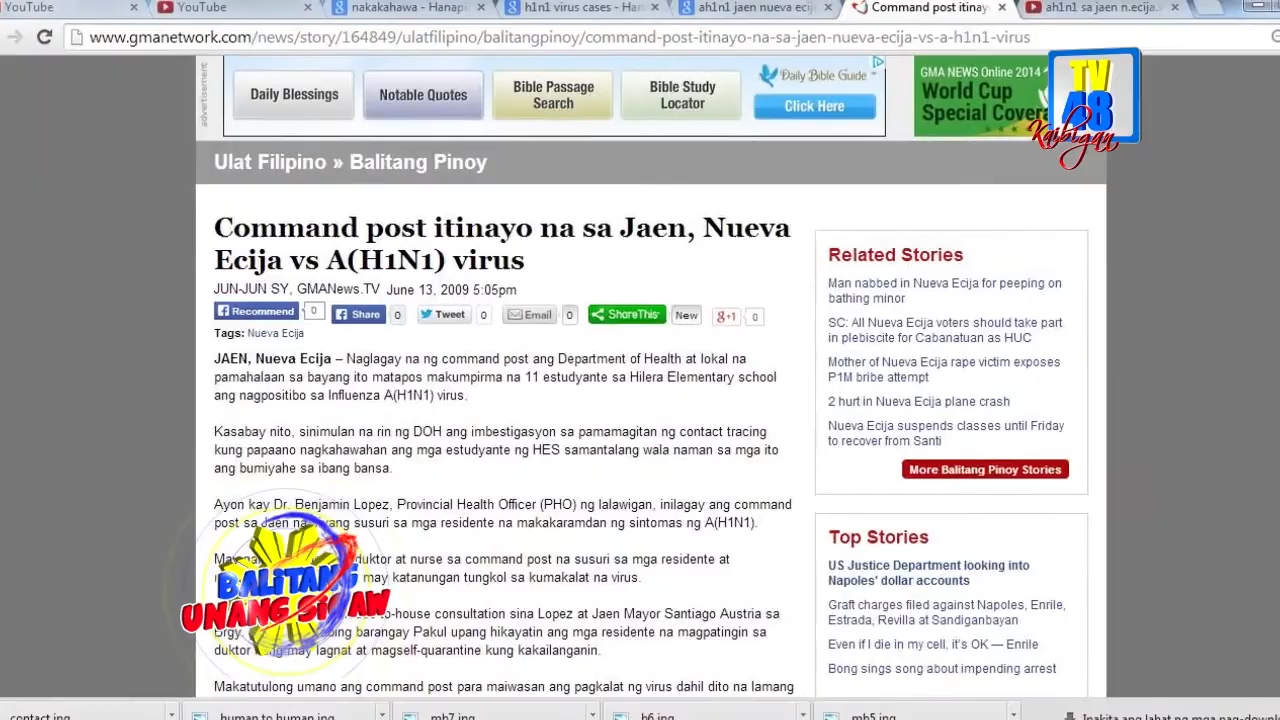 YouTube
YouTube
nakakahawa - Hanapi
h1n1 virus cases - Han
ah1n1 jaen nueva ecij
Command post itinayo
ah1n1 sa jaen n.ecija.
www.gmanetwork.com/news/story/164849/ulatfilipino/balitangpinoy/command-post-itinayo-na-sa-jaen-nueva-ecija-vs-a-h1n1-virus
advertisement
Daily Blessings
Notable Quotes
Bible Passage
Search
Bible Study
Locator
Daily Bible Guide™
Click Here
GMA NEWS Online 2014
World Cup
Special Covera
TV
48
Kaibigan
Ulat Filipino » Balitang Pinoy
Command post itinayo na sa Jaen, Nueva
Ecija vs A(H1N1) virus
JUN-JUN SY, GMANews.TV June 13, 2009 5:05pm
Recommend 0 Share 0 Tweet 0 Email 0 ShareThis New +1 0
Tags: Nueva Ecija
JAEN, Nueva Ecija – Naglagay na ng command post ang Department of Health at lokal na
pamahalaan sa bayang ito matapos makumpirma na 11 estudyante sa Hilera Elementary school
ang nagpositibo sa Influenza A(H1N1) virus.
Kasabay nito, sinimulan na rin ng DOH ang imbestigasyon sa pamamagitan ng contact tracing
kung papaano nagkahawahan ang mga estudyante ng HES samantalang wala naman sa mga ito
ang bumiyahe sa ibang bansa.
Ayon kay Dr. Benjamin Lopez, Provincial Health Officer (PHO) ng lalawigan, inilagay ang command
post sa Jaen na susuri sa mga residente na makakaramdan ng sintomas ng A(H1N1).
duktor at nurse sa command post na susuri sa mga residente at
may katanungan tungkol sa kumakalat na virus.
to-house consultation sina Lopez at Jaen Mayor Santiago Austria sa
Brgy. barangay Pakul upang hikayatin ang mga residente na magpatingin sa
duktor may lagnat at magself-quarantine kung kakailanganin.
Makatutulong umano ang command post para maiwasan ang pagkalat ng virus dahil dito na lamang
BALITANG
UNANG SIGAW
Related Stories
Man nabbed in Nueva Ecija for peeping on
bathing minor
SC: All Nueva Ecija voters should take part
in plebiscite for Cabanatuan as HUC
Mother of Nueva Ecija rape victim exposes
P1M bribe attempt
2 hurt in Nueva Ecija plane crash
Nueva Ecija suspends classes until Friday
to recover from Santi
More Balitang Pinoy Stories
Top Stories
US Justice Department looking into
Napoles' dollar accounts
Graft charges filed against Napoles, Enrile,
Estrada, Revilla at Sandiganbayan
Even if I die in my cell, it's OK — Enrile
Bong sings song about impending arrest
contact.jpg
human to human.jpg
mb7.jpg
b6.jpg
mb5.jpg
Ipakita ang lahat ng mga pag-downl